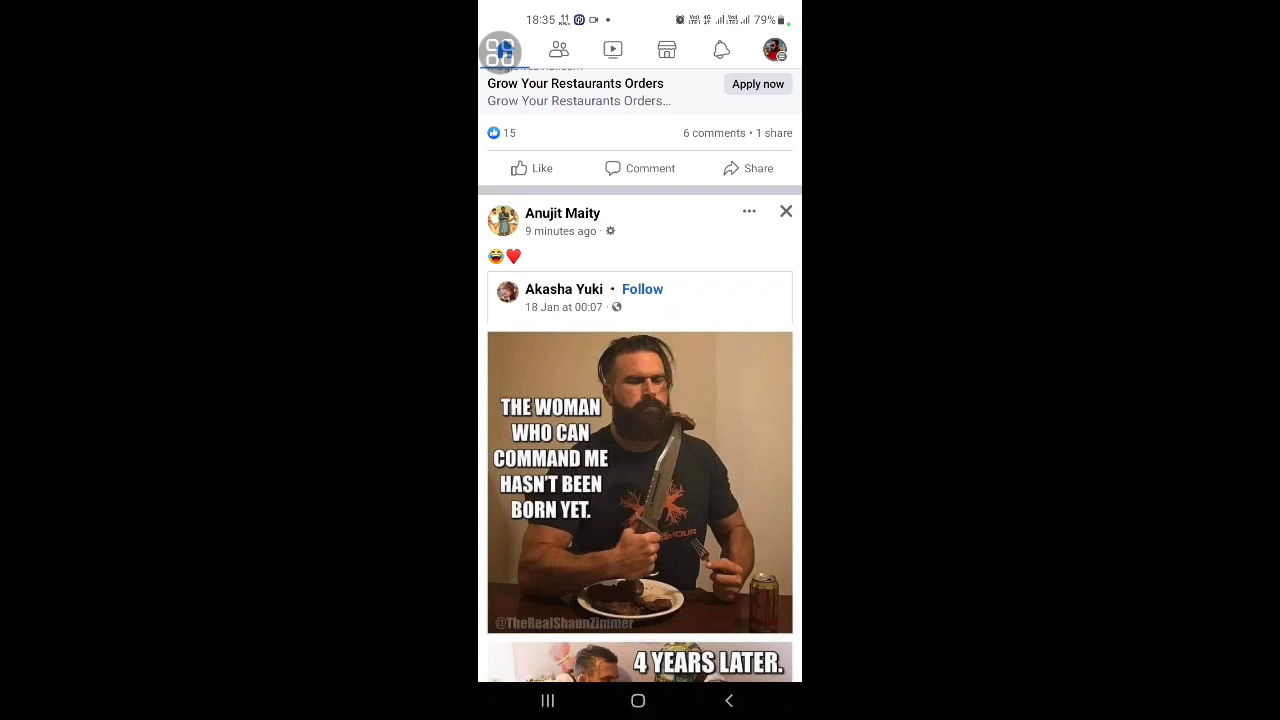 18:35
79%
Grow Your Restaurants Orders
Grow Your Restaurants Orders...
Apply now
15
6 comments • 1 share
Like
Comment
Share
Anujit Maity
9 minutes ago
Akasha Yuki • Follow
18 Jan at 00:07
THE WOMAN
WHO CAN
COMMAND ME
HASN'T BEEN
BORN YET.
@TheRealShaunZimmer
4 YEARS LATER.